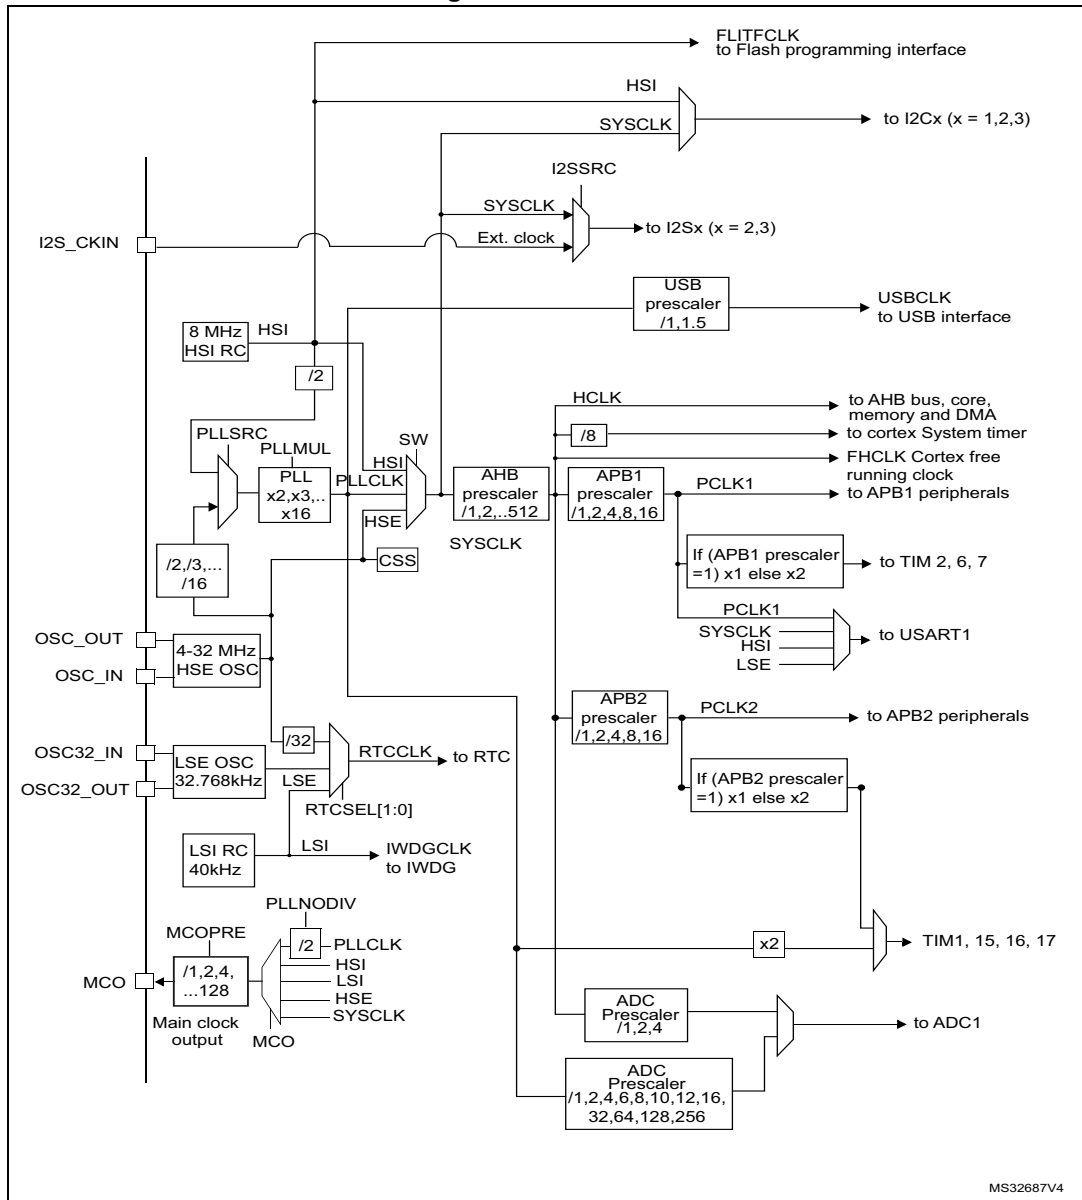 FLITFCLK
to Flash programming interface
HSI
to I2Cx (x = 1,2,3)
SYSCLK
I2SSRC
SYSCLK
to I2Sx (x = 2,3)
I2S_CKIN
Ext. clock
USB
prescaler
/1,1.5
USBCLK
to USB interface
8 MHz
HSI RC
HSI
/2
HCLK
to AHB bus, core,
memory and DMA
/8
to cortex System timer
FHCLK Cortex free
running clock
PLLSRC
PLLMUL
SW
HSI
PLL
x2,x3,..
x16
PLLCLK
HSE
AHB
prescaler
/1,2,..512
SYSCLK
APB1
prescaler
/1,2,4,8,16
PCLK1
to APB1 peripherals
/2,/3,...
/16
CSS
If (APB1 prescaler
=1) x1 else x2
to TIM 2, 6, 7
PCLK1
SYSCLK
HSI
LSE
to USART1
OSC_OUT
OSC_IN
4-32 MHz
HSE OSC
APB2
prescaler
/1,2,4,8,16
PCLK2
to APB2 peripherals
/32
OSC32_IN
OSC32_OUT
LSE OSC
32.768kHz
LSE
RTCCLK
to RTC
RTCSEL[1:0]
If (APB2 prescaler
=1) x1 else x2
LSI RC
40kHz
LSI
IWDGCLK
to IWDG
PLLNODIV
MCOPRE
/2
PLLCLK
HSI
LSI
HSE
SYSCLK
MCO
/1,2,4,
...128
Main clock
output
MCO
x2
TIM1, 15, 16, 17
ADC
Prescaler
/1,2,4
to ADC1
ADC
Prescaler
/1,2,4,6,8,10,12,16,
32,64,128,256
MS32687V4